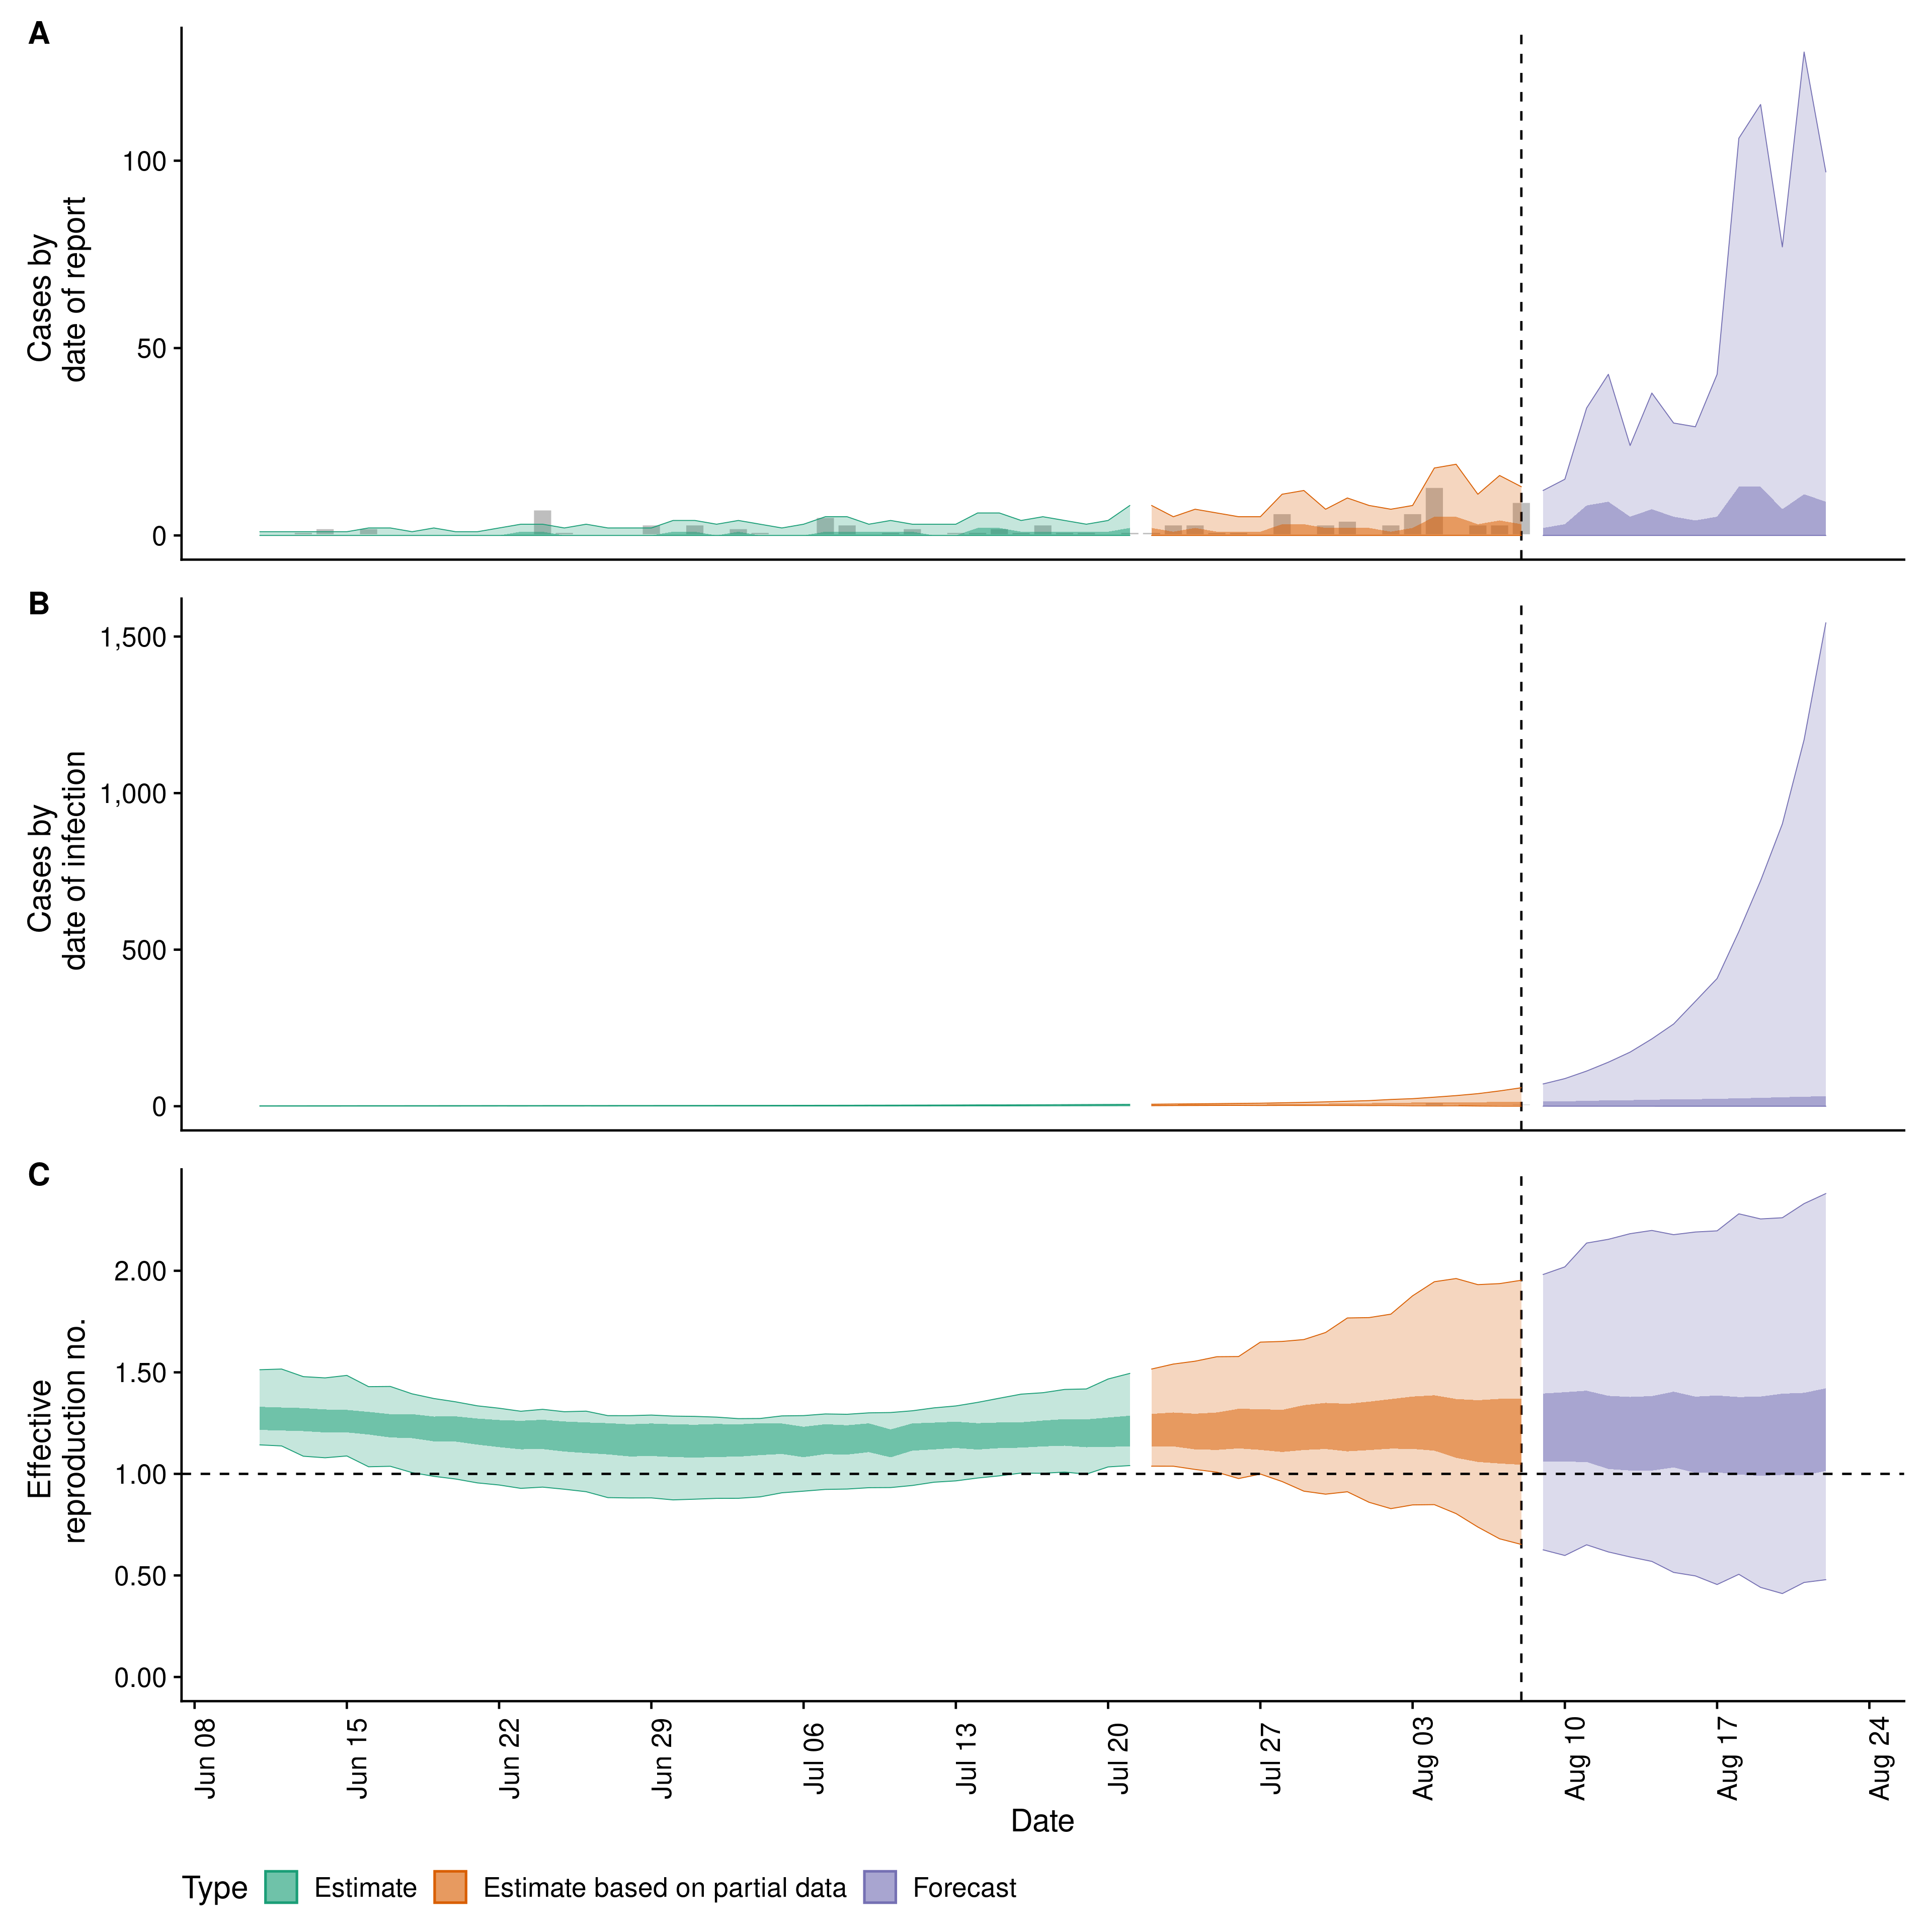 A
Cases by
date of report
100
50
0
B
Cases by
date of infection
1,500
1,000
500
0
C
Effective
reproduction no.
2.00
1.50
1.00
0.50
0.00
Jun 08
Jun 15
Jun 22
Jun 29
Jul 06
Jul 13
Jul 20
Jul 27
Aug 03
Aug 10
Aug 17
Aug 24
Date
Type Estimate Estimate based on partial data Forecast